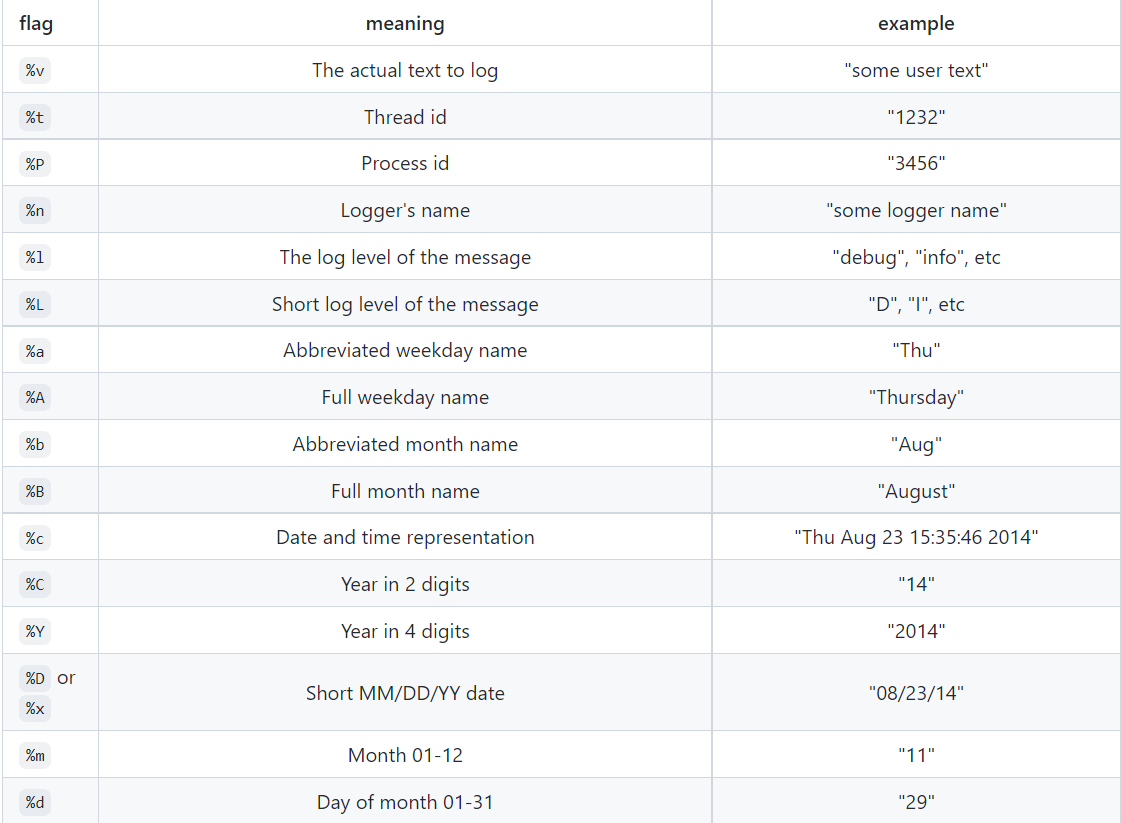 flag meaning example
%v The actual text to log "some user text"
%t Thread id "1232"
%P Process id "3456"
%n Logger's name "some logger name"
%l The log level of the message "debug", "info", etc
%L Short log level of the message "D", "I", etc
%a Abbreviated weekday name "Thu"
%A Full weekday name "Thursday"
%b Abbreviated month name "Aug"
%B Full month name "August"
%c Date and time representation "Thu Aug 23 15:35:46 2014"
%C Year in 2 digits "14"
%Y Year in 4 digits "2014"
%D or
%x Short MM/DD/YY date "08/23/14"
%m Month 01-12 "11"
%d Day of month 01-31 "29"